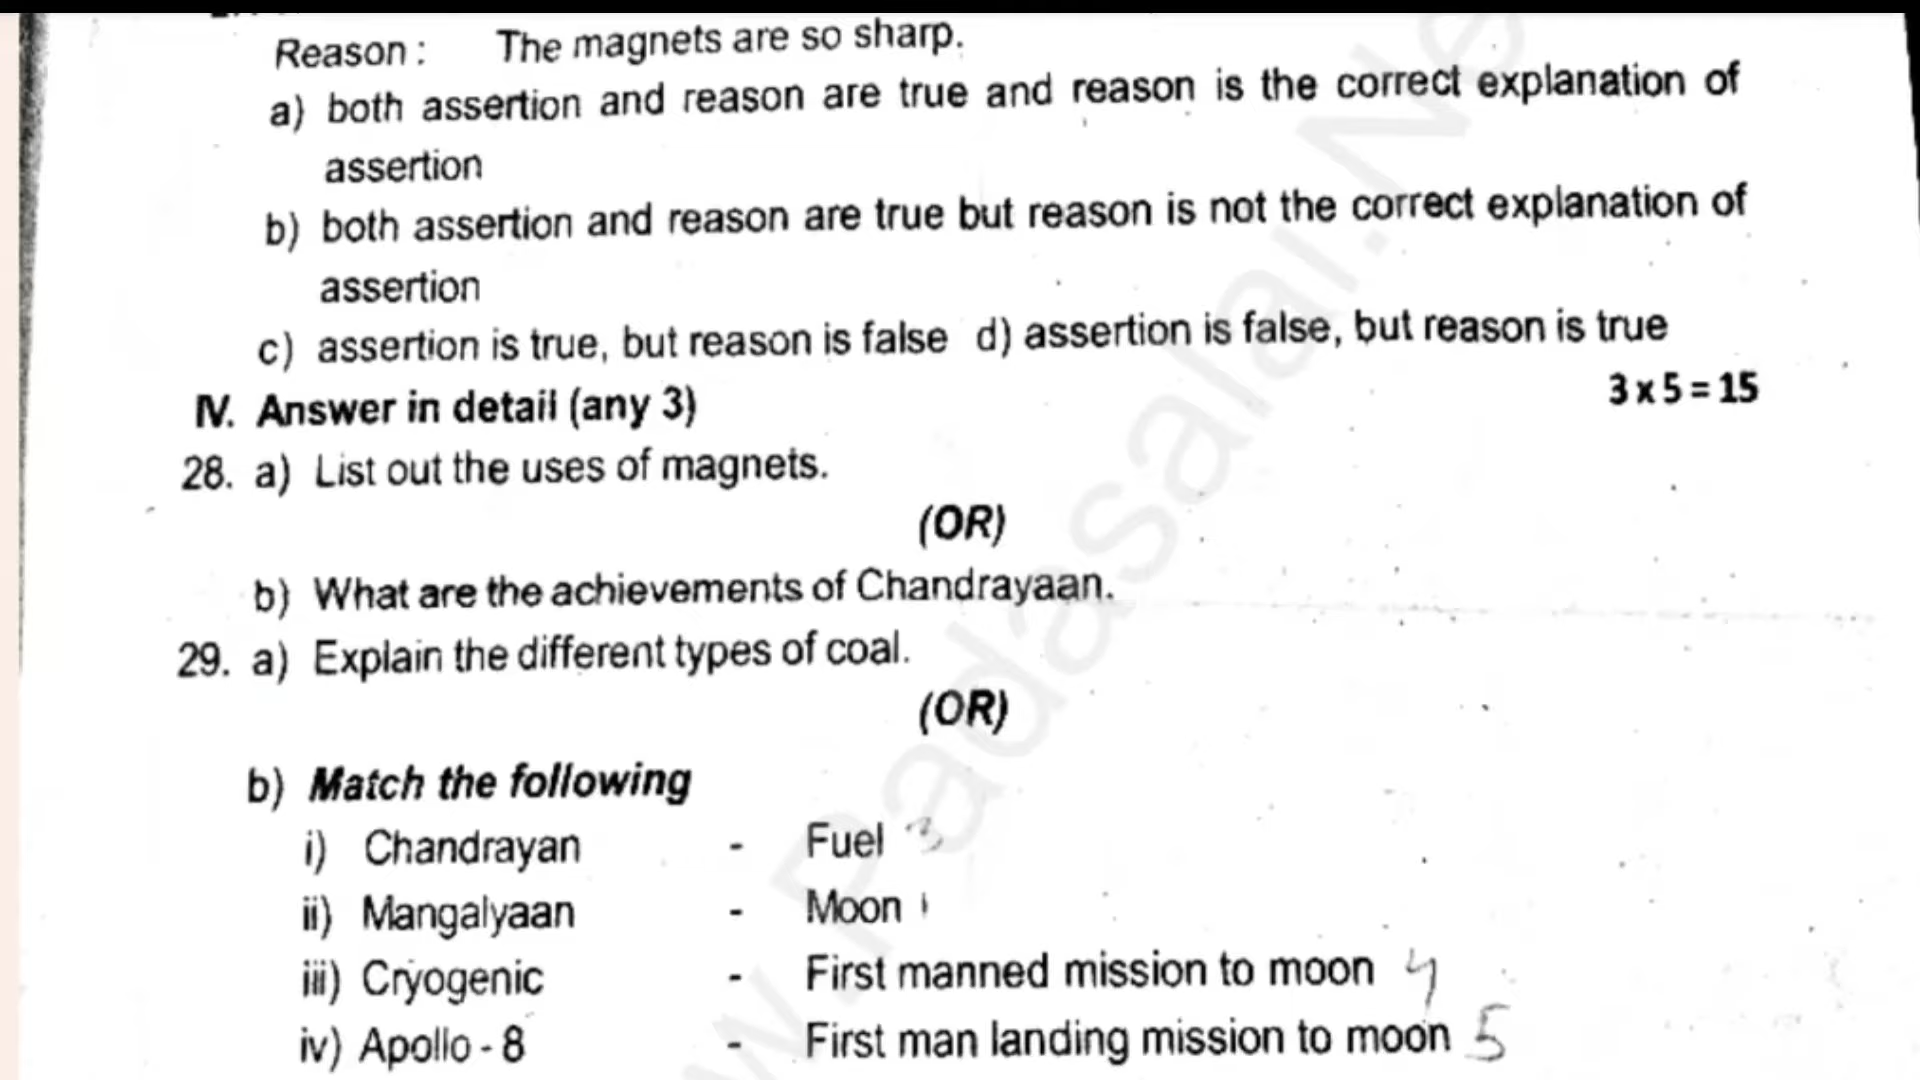 Reason : The magnets are so sharp.
a) both assertion and reason are true and reason is the correct explanation of
assertion
b) both assertion and reason are true but reason is not the correct explanation of
assertion
c) assertion is true, but reason is false d) assertion is false, but reason is true
IV. Answer in detail (any 3) 3 x 5 = 15
28. a) List out the uses of magnets.
(OR)
b) What are the achievements of Chandrayaan.
29. a) Explain the different types of coal.
(OR)
b) Match the following
i) Chandrayan - Fuel 3
ii) Mangalyaan - Moon 1
iii) Cryogenic - First manned mission to moon 4
iv) Apollo - 8 - First man landing mission to moon 5
w.Padasalai.Ne